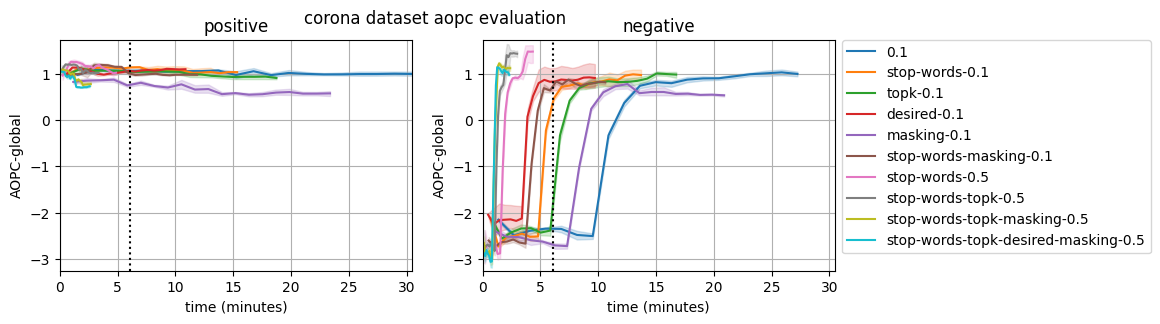 corona dataset aopc evaluation
positive
negative
AOPC-global
1
0
−1
−2
−3
0
5
10
15
20
25
30
time (minutes)
AOPC-global
1
0
−1
−2
−3
0
5
10
15
20
25
30
time (minutes)
0.1
stop-words-0.1
topk-0.1
desired-0.1
masking-0.1
stop-words-masking-0.1
stop-words-0.5
stop-words-topk-0.5
stop-words-topk-masking-0.5
stop-words-topk-desired-masking-0.5